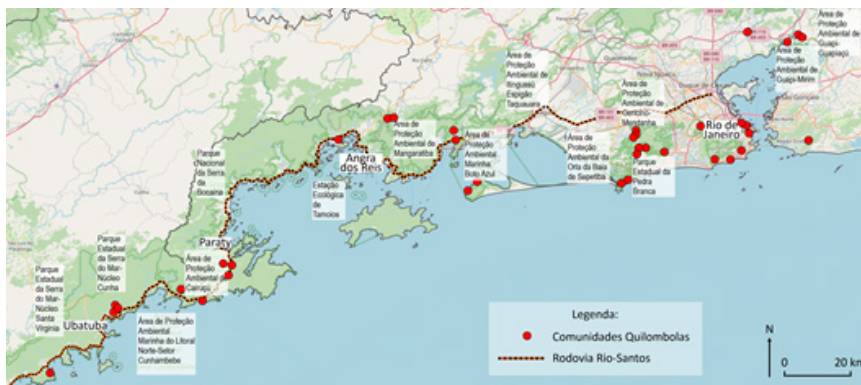 Área de
Proteção
Ambiental
de Guapi-
Guapiaçú
Área de
Proteção
Ambiental de
Guapi-Mirim
Área de
Proteção
Ambiental de
Itingussú
Espigão
Taquauara
Área de
Proteção
Ambiental de
Gericinó-
Mendanha
Rio de
Janeiro
Área de
Proteção
Ambiental de
Mangaratiba
Área de
Proteção
Ambiental
Marinha
Boto Azul
Área de
Proteção
Ambiental da
Orla da Baía
de Sepetiba
Parque
Estadual da
Pedra
Branca
Angra
dos Reis
Parque
Nacional
da Serra
da
Bocaina
Estação
Ecológica
de
Tamoios
Paraty
Área de
Proteção
Ambiental de
Cairuçú
Parque
Estadual da
Serra do Mar-
Núcleo
Cunha
Parque
Estadual
da Serra
do Mar-
Núcleo
Santa
Virgínia
Ubatuba
Área de Proteção
Ambiental
Marinha do Litoral
Norte-Setor
Cunhambebe
Legenda:
Comunidades Quilombolas
Rodovia Rio-Santos
N
0 20 km